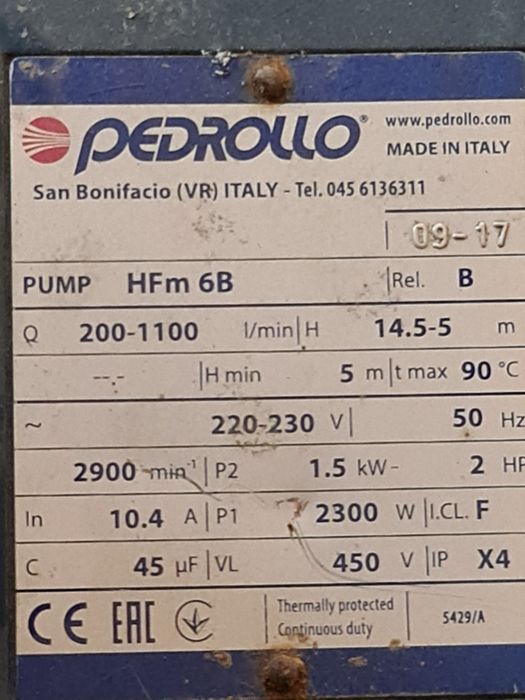 PEDROLLO® www.pedrollo.com
MADE IN ITALY
San Bonifacio (VR) ITALY - Tel. 045 6136311
09-17
PUMP HFm 6B Rel. B
Q 200-1100 l/min H 14.5-5 m
--.- H min 5 m t max 90 °C
~ 220-230 V 50 Hz
2900 min⁻¹ P2 1.5 kW - 2 HP
In 10.4 A P1 2300 W I.CL. F
C 45 µF VL 450 V IP X4
CE EAC Thermally protected
Continuous duty 5429/A